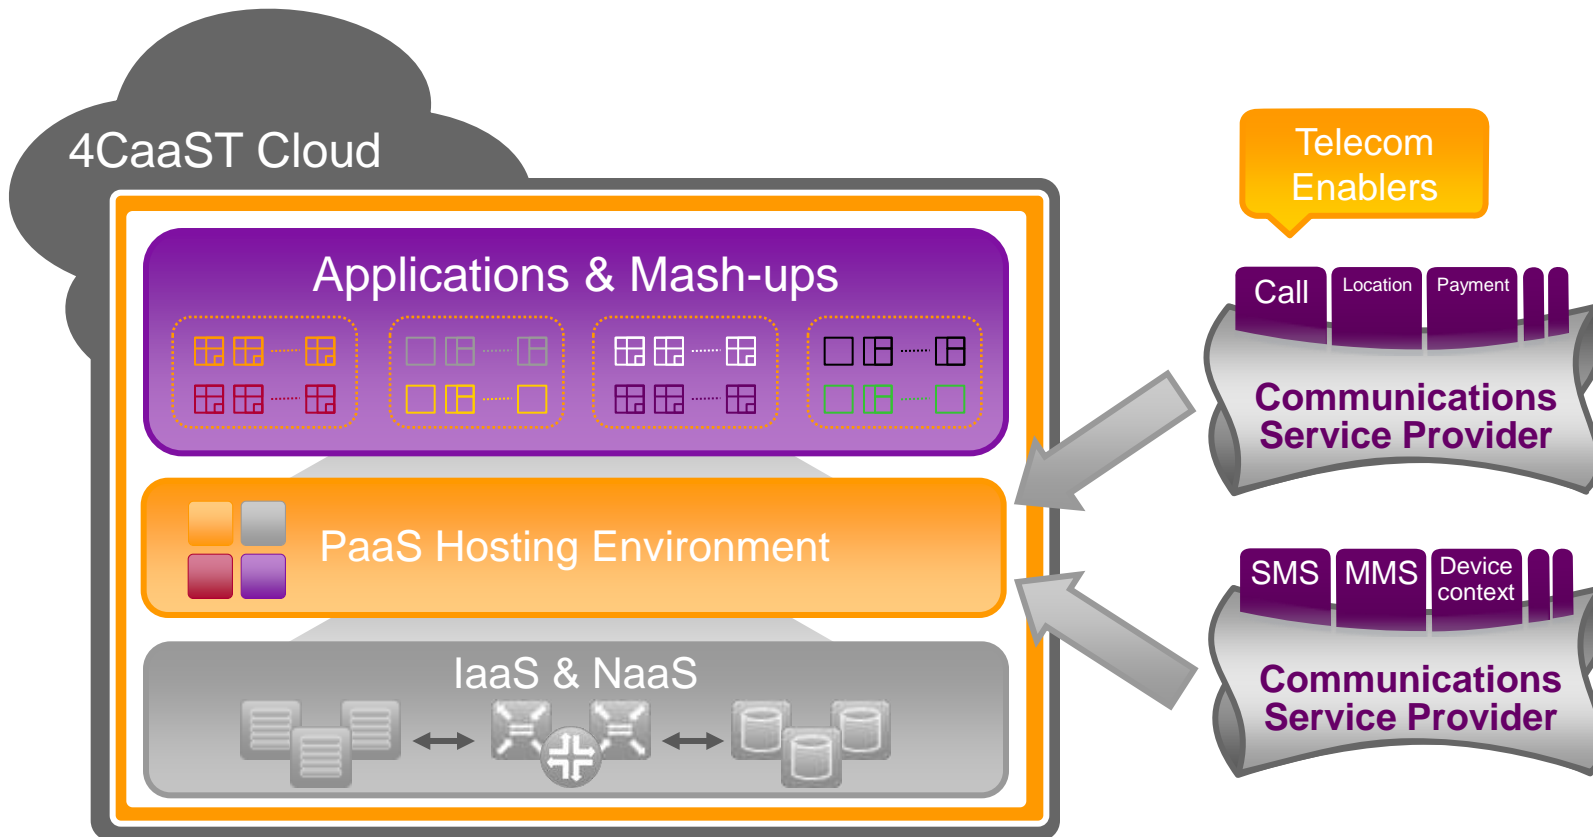 4CaaST Cloud
Applications & Mash-ups
PaaS Hosting Environment
IaaS & NaaS
Telecom
Enablers
Call
Location
Payment
Communications
Service Provider
SMS
MMS
Device
context
Communications
Service Provider